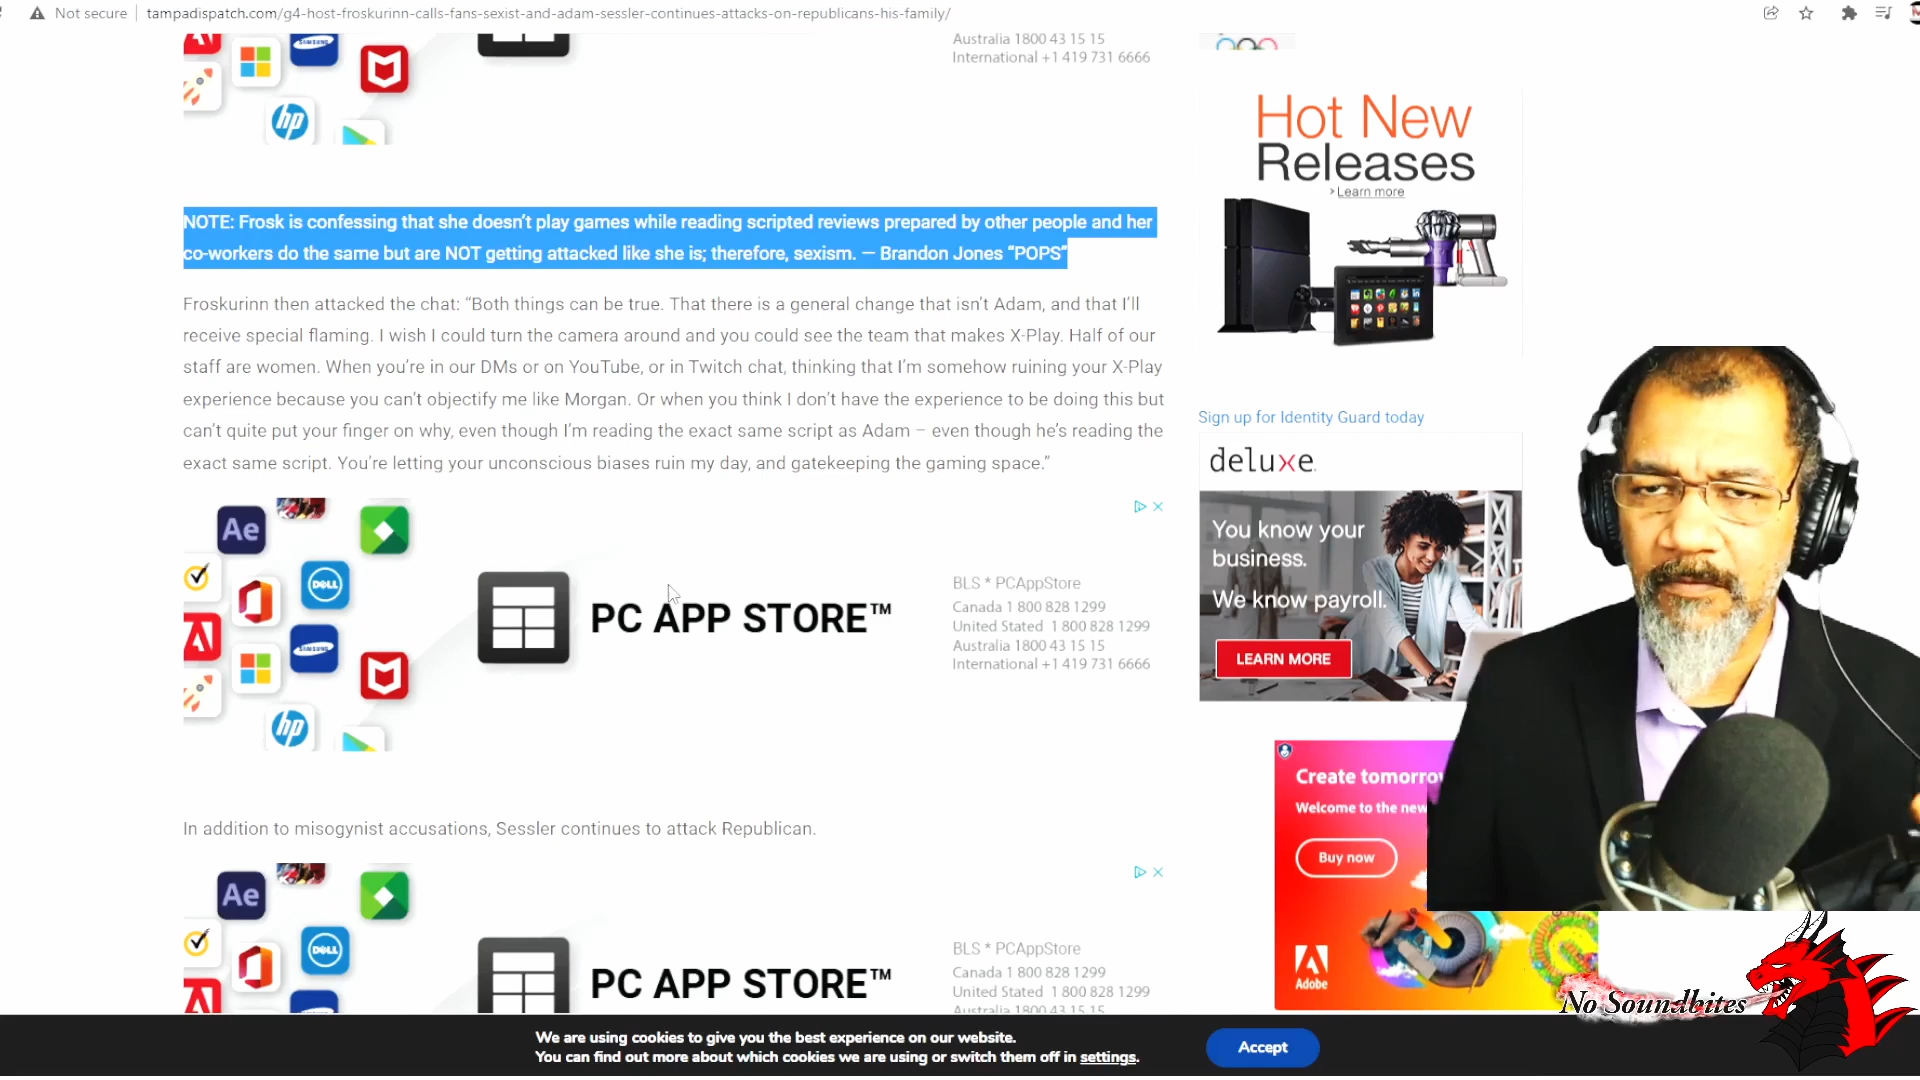 Not secure
tampadispatch.com/g4-host-froskurinn-calls-fans-sexist-and-adam-sessler-continues-attacks-on-republicans-his-family/
Australia 1800 43 15 15
International +1 419 731 6666
hp
NOTE: Frosk is confessing that she doesn’t play games while reading scripted reviews prepared by other people and her
co-workers do the same but are NOT getting attacked like she is; therefore, sexism. — Brandon Jones “POPS”
Froskurinn then attacked the chat: “Both things can be true. That there is a general change that isn’t Adam, and that I’ll
receive special flaming. I wish I could turn the camera around and you could see the team that makes X-Play. Half of our
staff are women. When you’re in our DMs or on YouTube, or in Twitch chat, thinking that I’m somehow ruining your X-Play
experience because you can’t objectify me like Morgan. Or when you think I don’t have the experience to be doing this but
can’t quite put your finger on why, even though I’m reading the exact same script as Adam – even though he’s reading the
exact same script. You’re letting your unconscious biases ruin my day, and gatekeeping the gaming space.”
Ae
DELL
SAMSUNG
hp
PC APP STORE™
BLS * PCAppStore
Canada 1 800 828 1299
United Stated 1 800 828 1299
Australia 1800 43 15 15
International +1 419 731 6666
In addition to misogynist accusations, Sessler continues to attack Republican.
Ae
DELL
PC APP STORE™
BLS * PCAppStore
Canada 1 800 828 1299
United Stated 1 800 828 1299
Australia 1800 43 15 15
Hot New
Releases
› Learn more
Sign up for Identity Guard today
deluxe.
You know your
business.
We know payroll.
LEARN MORE
Create tomorrow
Welcome to the new
Buy now
Adobe
No Soundbites
We are using cookies to give you the best experience on our website.
You can find out more about which cookies we are using or switch them off in settings.
Accept